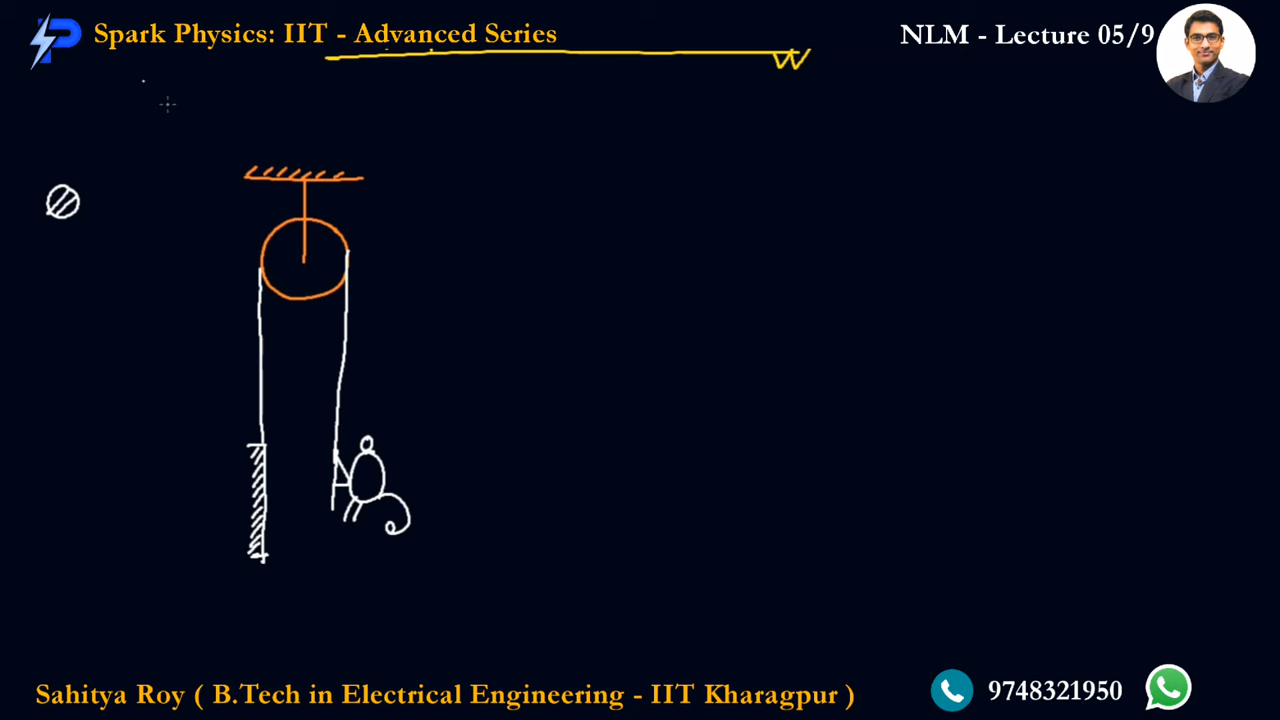 Spark Physics: IIT - Advanced Series
NLM - Lecture 05/9
Sahitya Roy ( B.Tech in Electrical Engineering - IIT Kharagpur )
9748321950